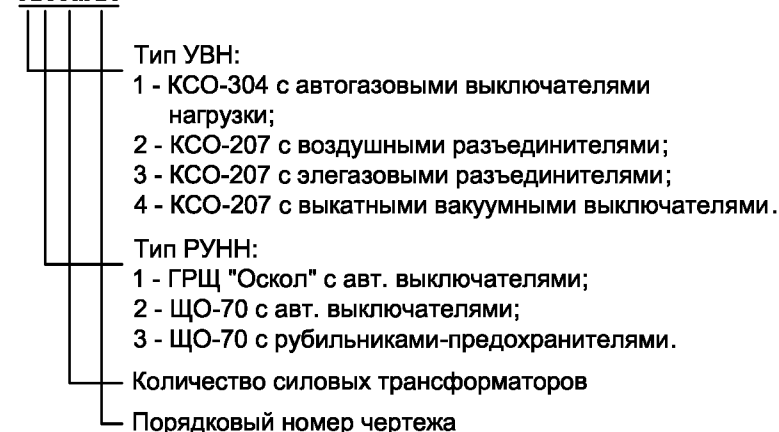 Тип УВН:
1 - КСО-304 с автогазовыми выключателями
нагрузки;
2 - КСО-207 с воздушными разъединителями;
3 - КСО-207 с элегазовыми разъединителями;
4 - КСО-207 с выкатными вакуумными выключателями.
Тип РУНН:
1 - ГРЩ "Оскол" с авт. выключателями;
2 - ЩО-70 с авт. выключателями;
3 - ЩО-70 с рубильниками-предохранителями.
Количество силовых трансформаторов
Порядковый номер чертежа